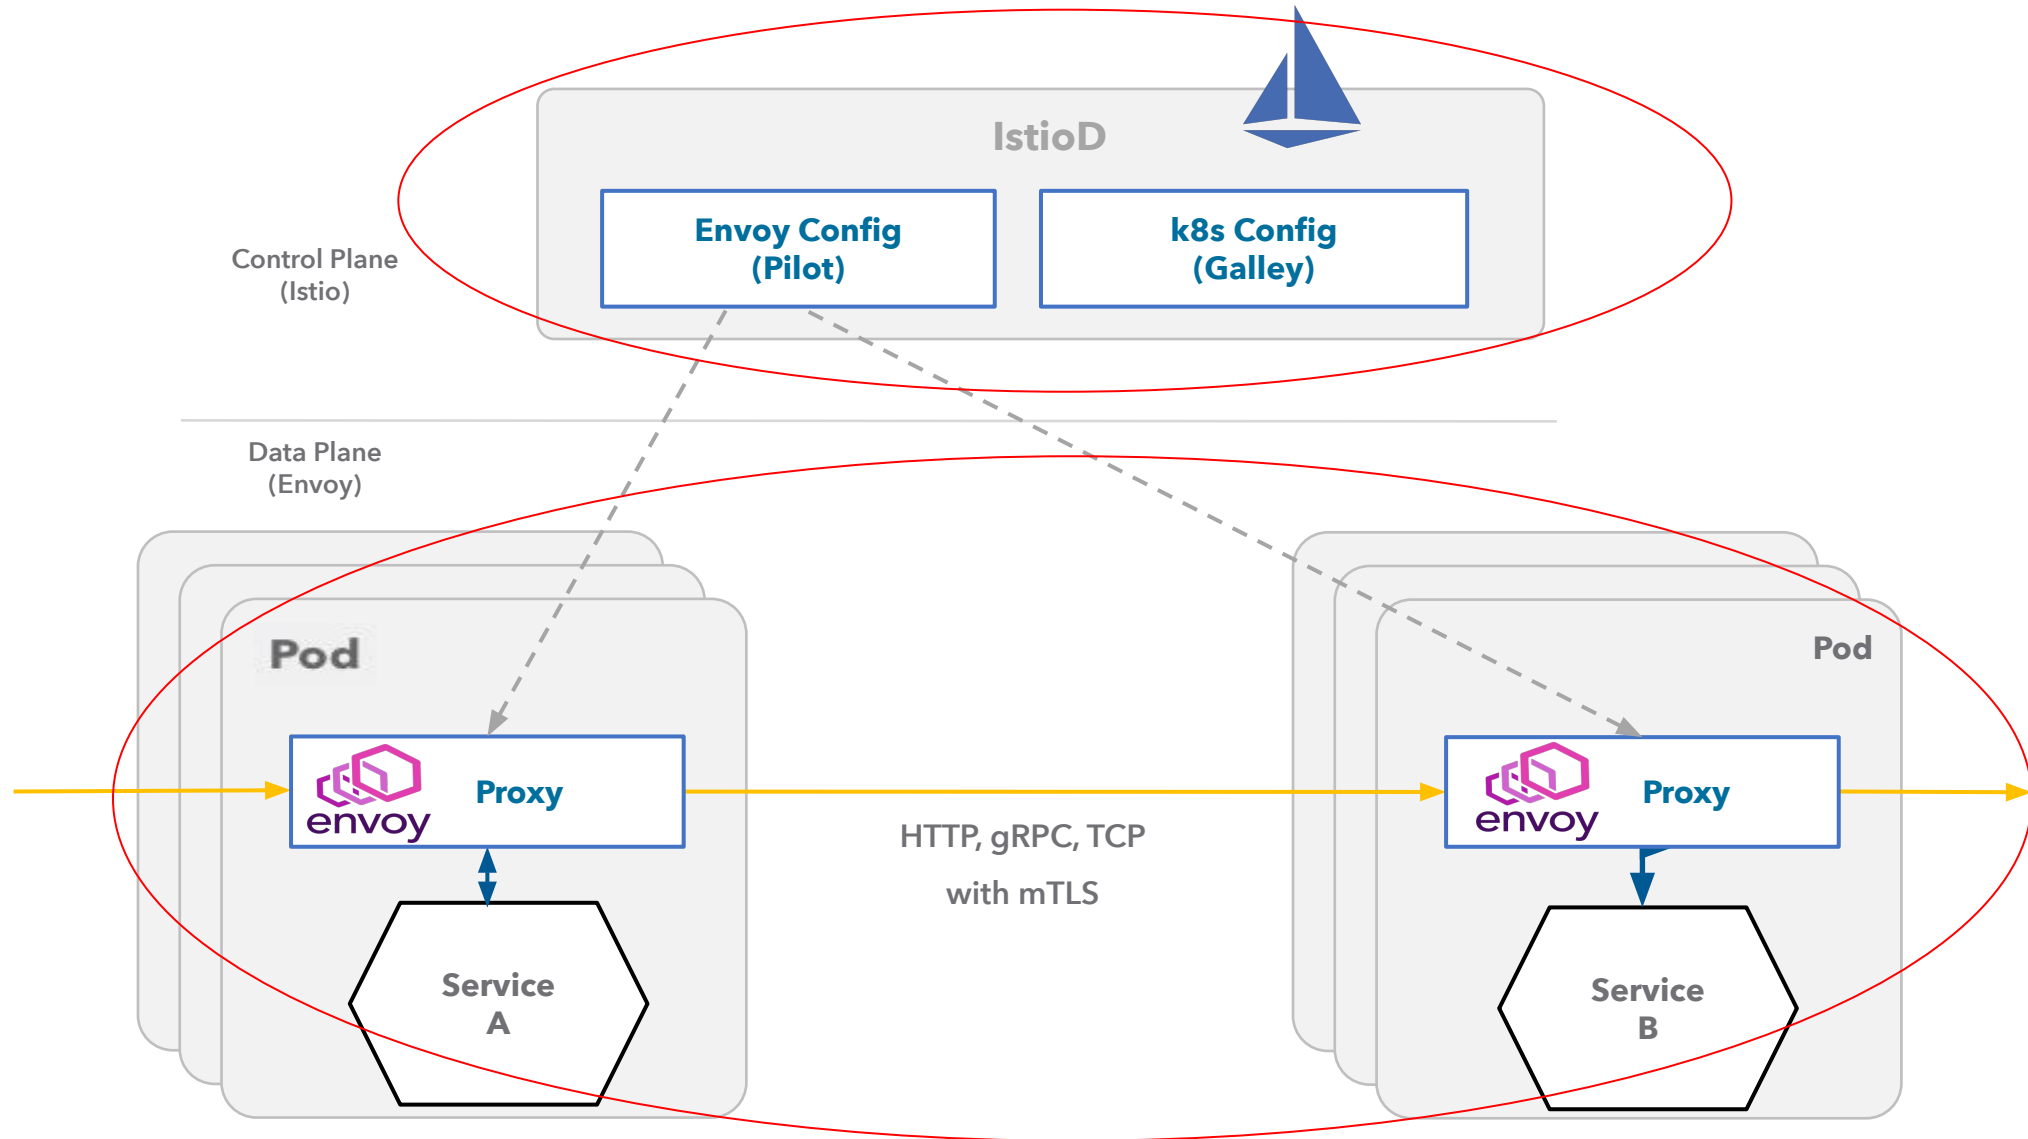 IstioD
Envoy Config
(Pilot)
k8s Config
(Galley)
Control Plane
(Istio)
Data Plane
(Envoy)
Pod
Pod
envoy
Proxy
envoy
Proxy
HTTP, gRPC, TCP
with mTLS
Service
A
Service
B